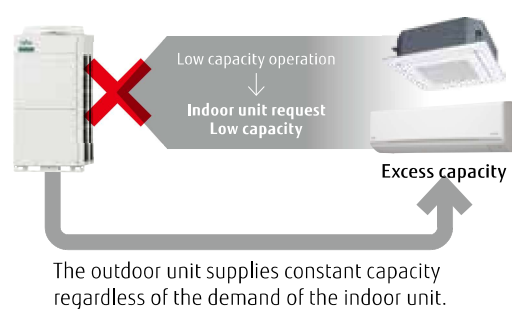 Low capacity operation
Indoor unit request
Low capacity
Excess capacity
The outdoor unit supplies constant capacity
regardless of the demand of the indoor unit.